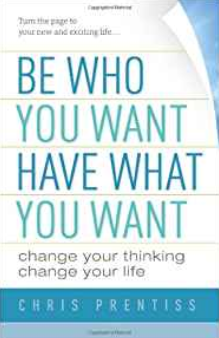 Turn the page to
your new and exciting life...
BE WHO
YOU WANT
HAVE WHAT
YOU WANT
change your thinking
change your life
CHRIS PRENTISS